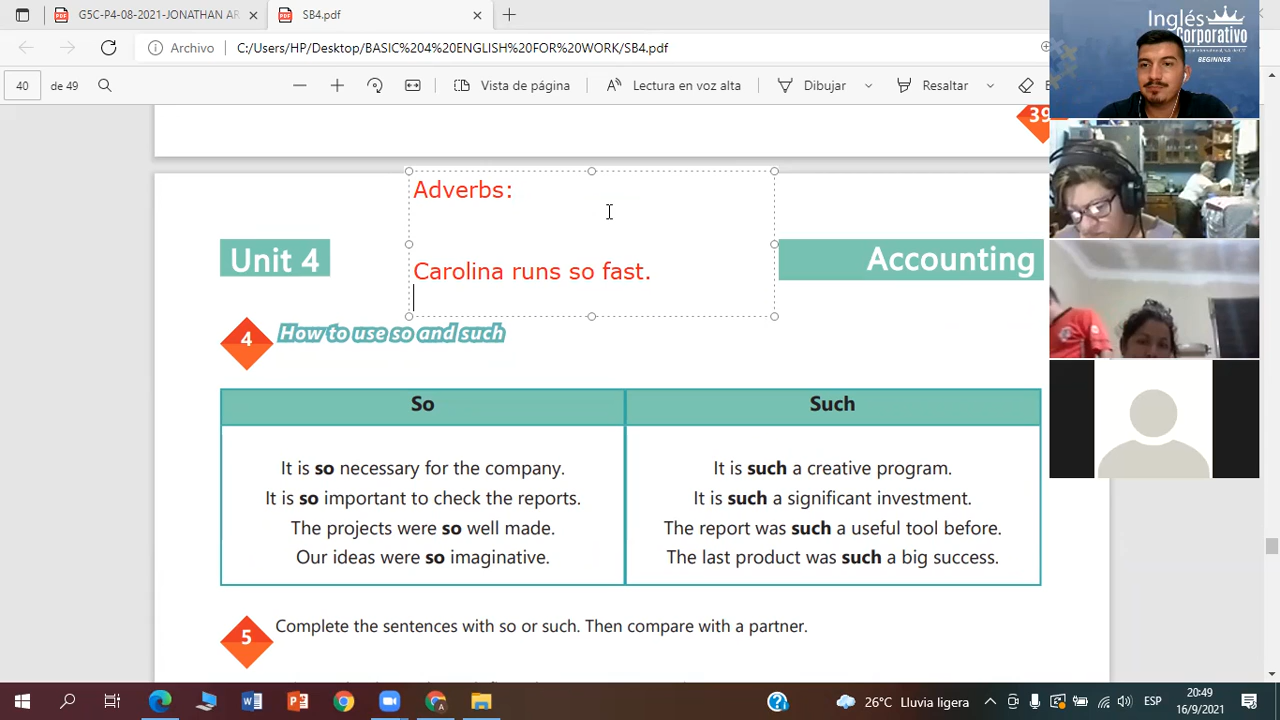 G5C-P4-08-2021-JONATHAN AR
SB4.pdf
Archivo
C:/Users/HP/Desktop/BASIC%204%20ENGLISH%20FOR%20WORK/SB4.pdf
40
de 49
Vista de página
Lectura en voz alta
Dibujar
Resaltar
39
Adverbs:
Unit 4
Carolina runs so fast.
Accounting
4
How to use so and such
So
Such
It is so necessary for the company.
It is such a creative program.
It is so important to check the reports.
It is such a significant investment.
The projects were so well made.
The report was such a useful tool before.
Our ideas were so imaginative.
The last product was such a big success.
5
Complete the sentences with so or such. Then compare with a partner.
Inglés
Corporativo
BEGINNER
26°C Lluvia ligera
ESP
20:49
16/9/2021